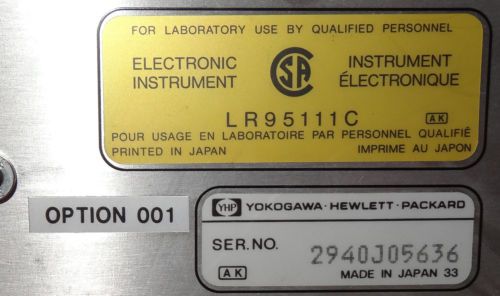 FOR LABORATORY USE BY QUALIFIED PERSONNEL
ELECTRONIC INSTRUMENT
CSA
INSTRUMENT ÉLECTRONIQUE
LR95111C
AK
POUR USAGE EN LABORATOIRE PAR PERSONNEL QUALIFIÉ
PRINTED IN JAPAN IMPRIME AU JAPON
OPTION 001
YHP YOKOGAWA·HEWLETT·PACKARD
SER.NO. 2940J05636
AK MADE IN JAPAN 33